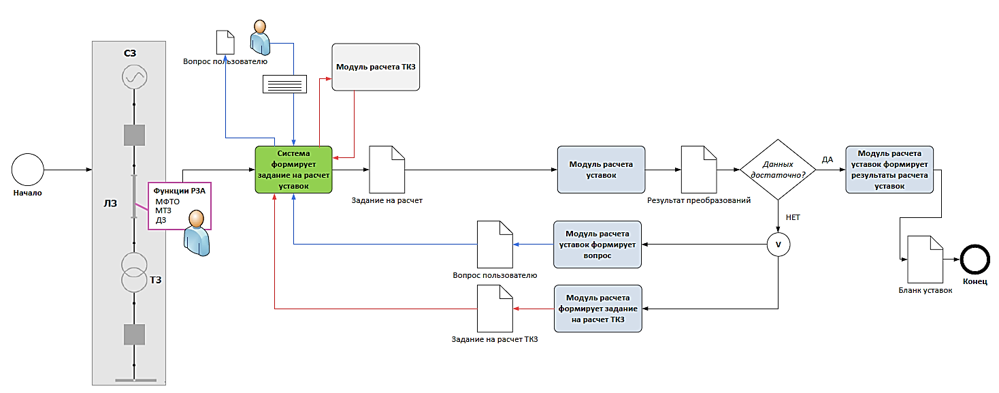 Начало
СЗ
ЛЗ
ТЗ
Функции РЗА
МФТО
МТЗ
ДЗ
Вопрос пользователю
Модуль расчета ТКЗ
Система
формирует
задание на расчет
уставок
Задание на расчет
Модуль расчета
уставок
Результат преобразований
Данных
достаточно?
ДА
НЕТ
V
Модуль расчета
уставок формирует
результаты расчета
уставок
Бланк уставок
Конец
Модуль расчета
уставок формирует
вопрос
Вопрос пользователю
Модуль расчета
формирует задание
на расчет ТКЗ
Задание на расчет ТКЗ